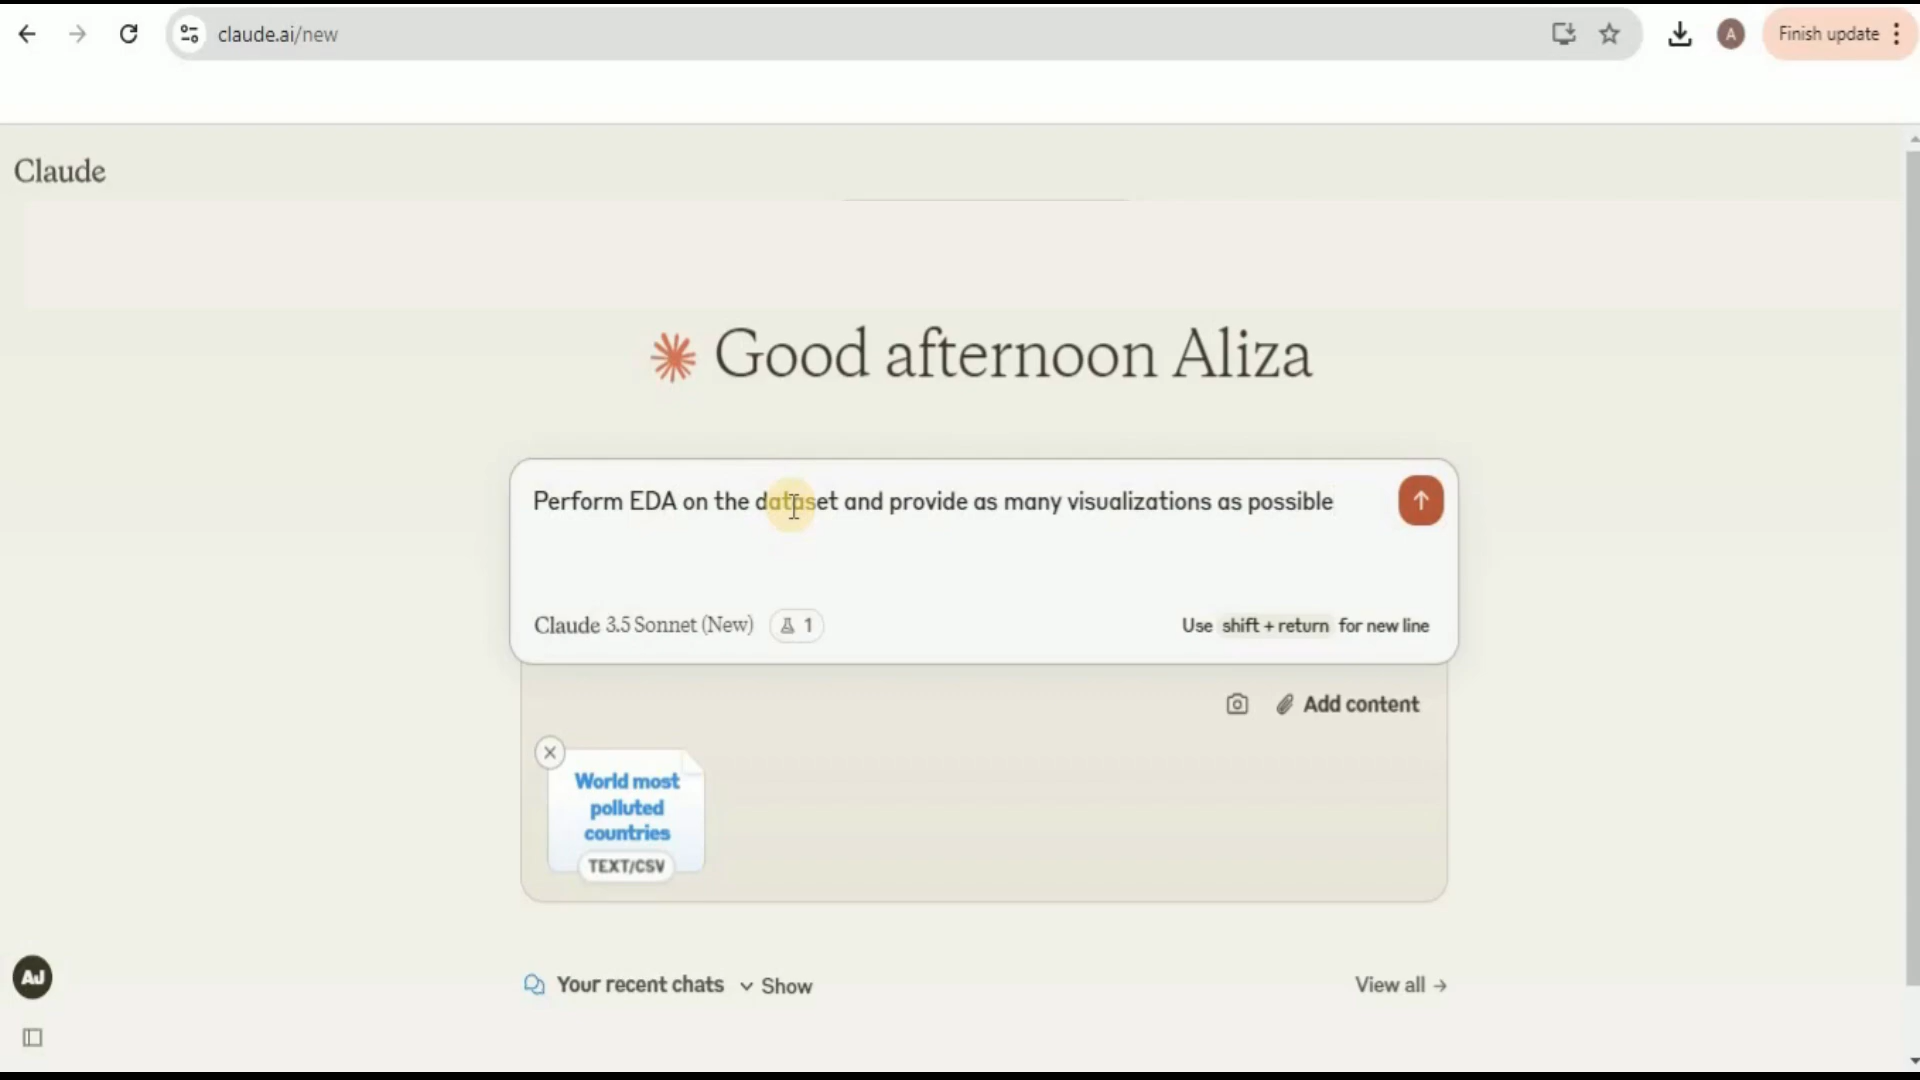 claude.ai/new
A
Finish update
Claude
Good afternoon Aliza
Perform EDA on the dataset and provide as many visualizations as possible
Claude 3.5 Sonnet (New)
1
Use shift + return for new line
Add content
World most
polluted
countries
TEXT/CSV
AJ
Your recent chats
Show
View all →